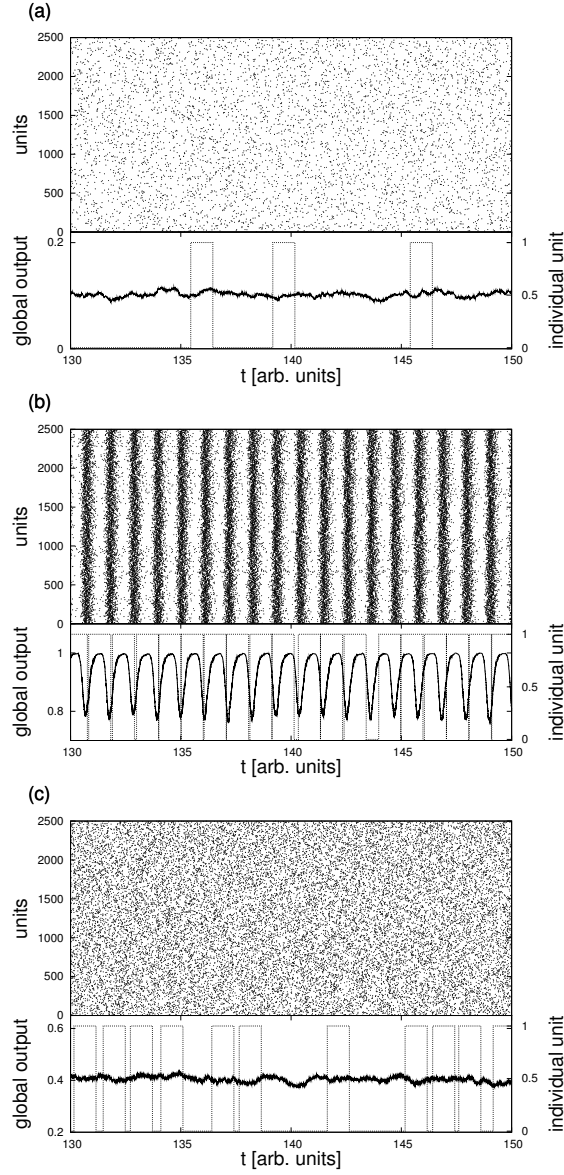 (a)
2500
2000
1500
1000
500
0
units
0.2
0
global output
1
0.5
0
individual unit
130 135 140 145 150
t [arb. units]
(b)
2500
2000
1500
1000
500
0
units
1
0.8
global output
1
0.5
0
individual unit
130 135 140 145 150
t [arb. units]
(c)
2500
2000
1500
1000
500
0
units
0.6
0.4
0.2
global output
1
0.5
0
individual unit
130 135 140 145 150
t [arb. units]